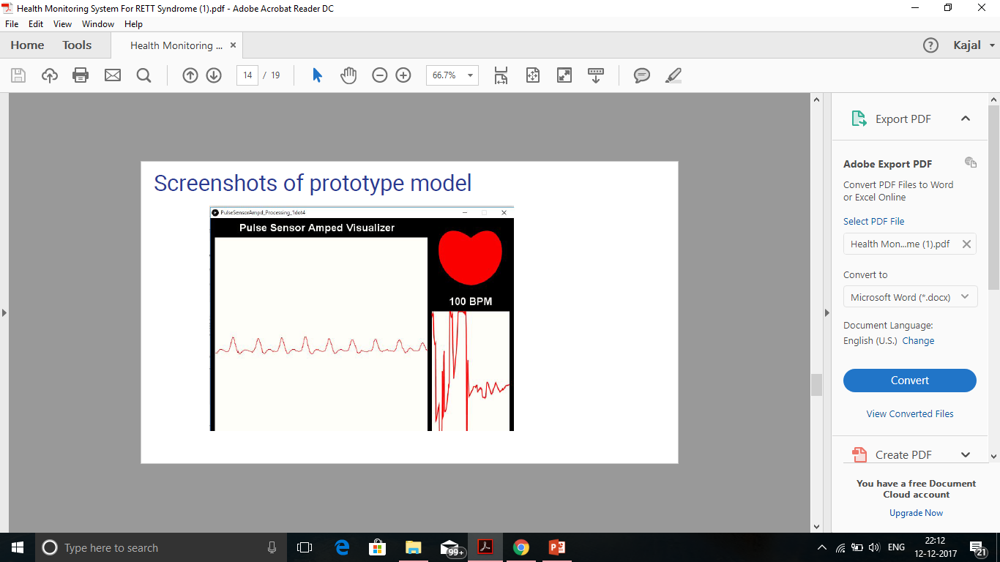 Health Monitoring System For RETT Syndrome (1).pdf - Adobe Acrobat Reader DC
File Edit View Window Help
Home Tools Health Monitoring ... × Kajal
14 / 19 66.7%
Screenshots of prototype model
PulseSensorAmpd_Processing_1dot4
Pulse Sensor Amped Visualizer
100 BPM
Export PDF
Adobe Export PDF
Convert PDF Files to Word
or Excel Online
Select PDF File
Health Mon...me (1).pdf
Convert to
Microsoft Word (*.docx)
Document Language:
English (U.S.) Change
Convert
View Converted Files
Create PDF
You have a free Document
Cloud account
Upgrade Now
Type here to search
99+
ENG
22:12
12-12-2017
21